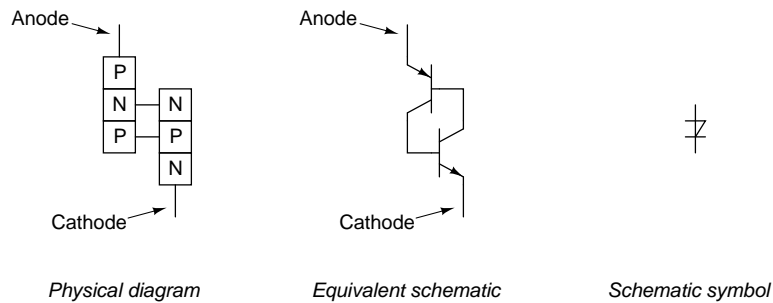 Anode Anode
P
N N
P P
N
Cathode Cathode
Physical diagram Equivalent schematic Schematic symbol